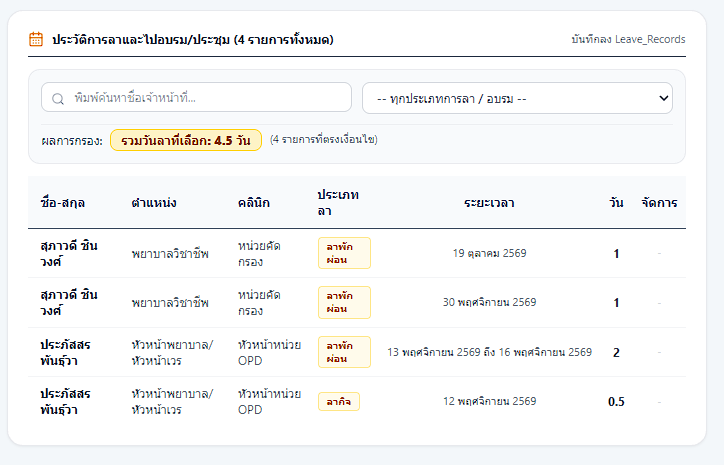 ประวัติการลาและไปอบรม/ประชุม (4 รายการทั้งหมด)
บันทึกลง Leave_Records
พิมพ์ค้นหาชื่อเจ้าหน้าที่...
-- ทุกประเภทการลา / อบรม --
ผลการกรอง: รวมวันลาที่เลือก: 4.5 วัน (4 รายการที่ตรงเงื่อนไข)
ชื่อ-สกุล ตำแหน่ง คลินิก ประเภท ระยะเวลา วัน จัดการ
ลา
สุภาวดี ชิน พยาบาลวิชาชีพ หน่วยคัด ลาพัก 19 ตุลาคม 2569 1 -
วงศ์ กรอง ผ่อน
สุภาวดี ชิน พยาบาลวิชาชีพ หน่วยคัด ลาพัก 30 พฤศจิกายน 2569 1 -
วงศ์ กรอง ผ่อน
ประภัสสร หัวหน้าพยาบาล/ หัวหน้าหน่วย ลาพัก 13 พฤศจิกายน 2569 ถึง 16 พฤศจิกายน 2569 2 -
พันธุ์วา หัวหน้าเวร OPD ผ่อน
ประภัสสร หัวหน้าพยาบาล/ หัวหน้าหน่วย ลากิจ 12 พฤศจิกายน 2569 0.5 -
พันธุ์วา หัวหน้าเวร OPD